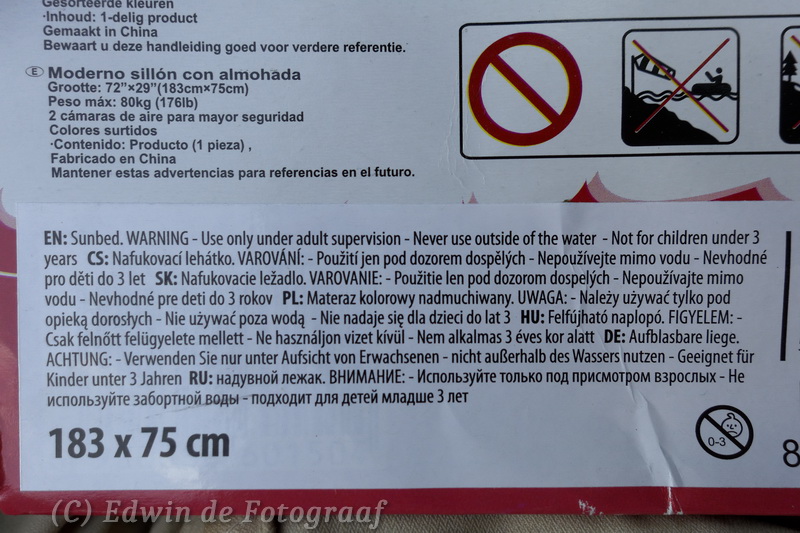 Gesorteerde kleuren
·Inhoud: 1-delig product
Gemaakt in China
Bewaart u deze handleiding goed voor verdere referentie.
E Moderno sillón con almohada
Grootte: 72”×29”(183cm×75cm)
Peso máx: 80kg (176lb)
2 cámaras de aire para mayor seguridad
Colores surtidos
·Contenido: Producto (1 pieza) ,
Fabricado en China
Mantener estas advertencias para referencias en el futuro.
EN: Sunbed. WARNING - Use only under adult supervision - Never use outside of the water - Not for children under 3
years CS: Nafukovací lehátko. VAROVÁNÍ: - Použití jen pod dozorem dospělých - Nepoužívejte mimo vodu - Nevhodné
pro děti do 3 let SK: Nafukovacie ležadlo. VAROVANIE: - Použitie len pod dozorom dospelých - Nepoužívajte mimo
vodu - Nevhodné pre deti do 3 rokov PL: Materaz kolorowy nadmuchiwany. UWAGA: - Należy używać tylko pod
opieką dorosłych - Nie używać poza wodą - Nie nadaje się dla dzieci do lat 3 HU: Felfújható naplopó. FIGYELEM: -
Csak felnőtt felügyelete mellett - Ne használjon vizet kívül - Nem alkalmas 3 éves kor alatt DE: Aufblasbare liege.
ACHTUNG: - Verwenden Sie nur unter Aufsicht von Erwachsenen - nicht außerhalb des Wassers nutzen - Geeignet für
Kinder unter 3 Jahren RU: надувной лежак. ВНИМАНИЕ: - Используйте только под присмотром взрослых - Не
используйте забортной воды - подходит для детей младше 3 лет
0-3
183 x 75 cm
8
(C) Edwin de Fotograaf